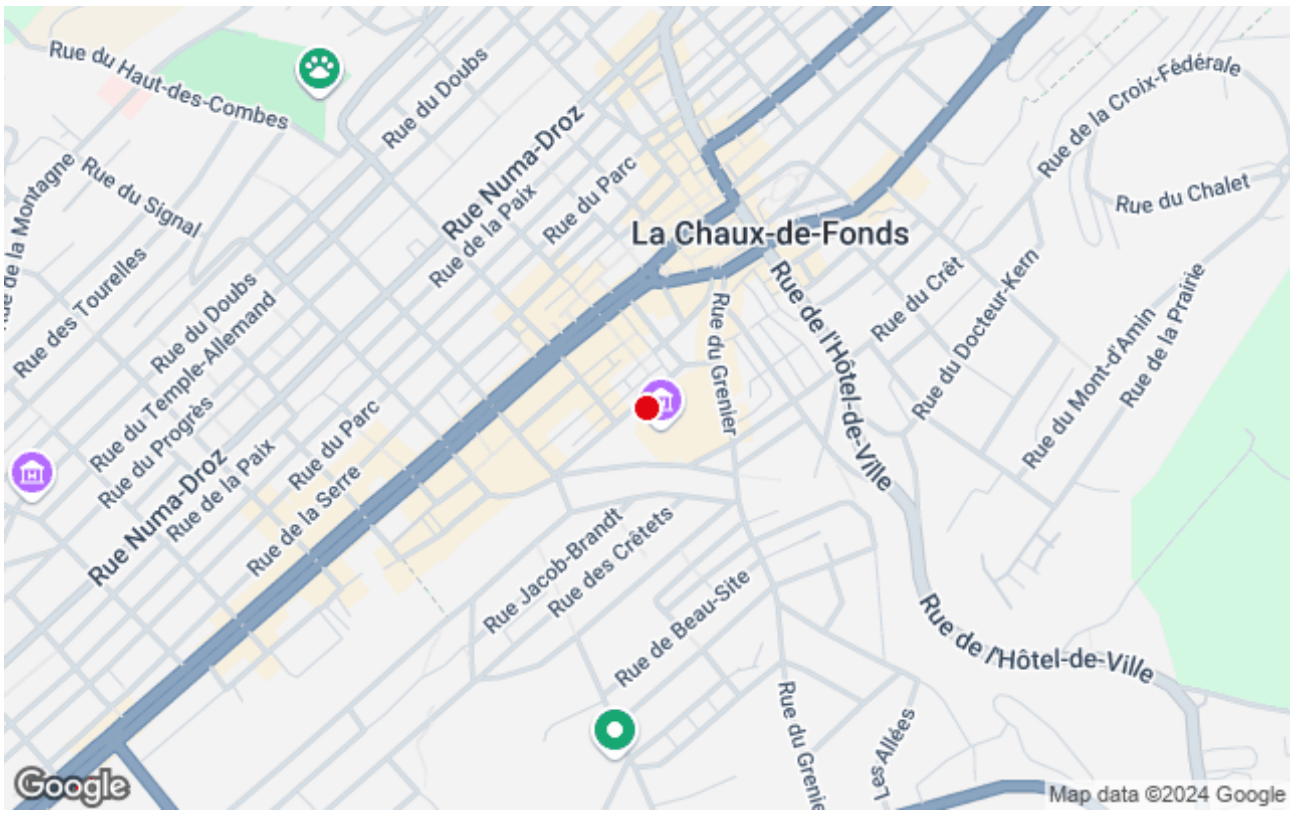 Rue du Haut-des-Combes
Rue du Doubs
Rue Numa-Droz
Rue de la Croix-Fédérale
Rue du Parc
Rue de la Montagne
Rue du Signal
Rue de la Paix
Rue du Chalet
La Chaux-de-Fonds
Rue des Tourelles
Rue du Doubs
Rue du Temple-Allemand
Rue du Grenier
Rue de l'Hôtel-de-Ville
Rue du Crêt
Rue du Docteur-Kern
Rue du Mont-d'Amin
Rue de la Prairie
Rue du Progrès
Rue du Parc
Rue de la Paix
Rue Numa-Droz
Rue de la Serre
Rue Jacob-Brandt
Rue des Crêtets
Rue de Beau-Site
Rue de l'Hôtel-de-Ville
Rue du Grenie
Les Allées
Google
Map data ©2024 Google